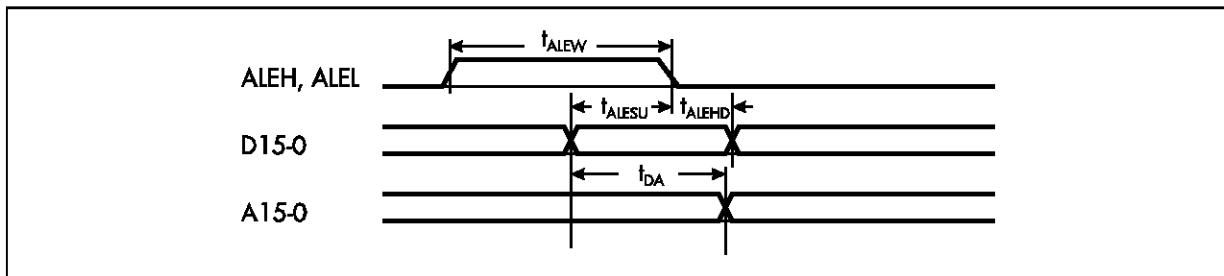 tALEW
ALEH, ALEL
tALESU tALEHD
D15-0
tDA
A15-0